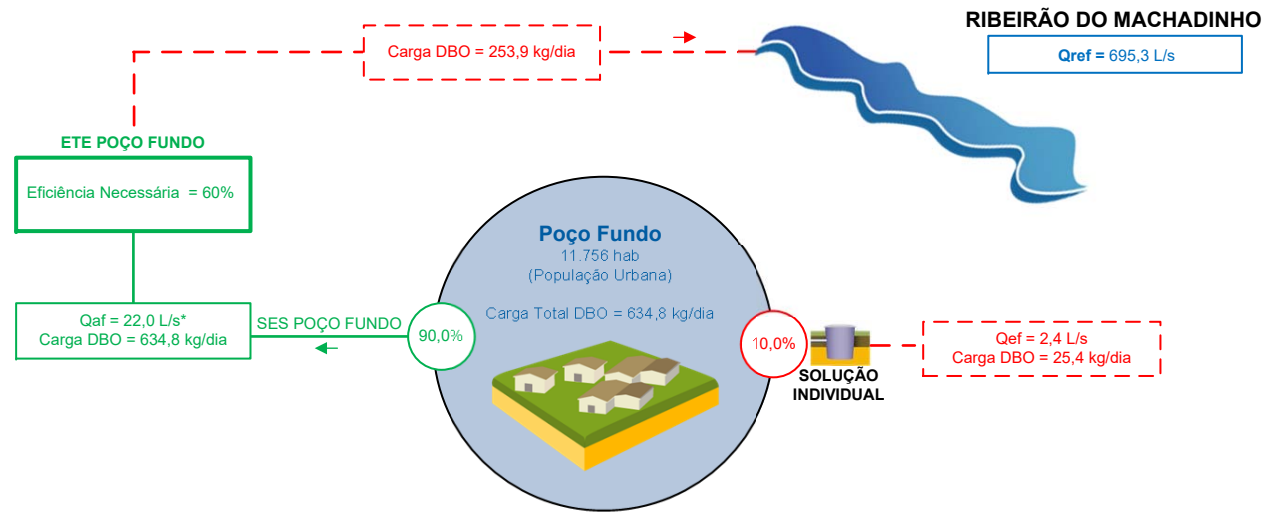 RIBEIRÃO DO MACHADINHO
Qref = 695,3 L/s
Carga DBO = 253,9 kg/dia
ETE POÇO FUNDO
Eficiência Necessária = 60%
Poço Fundo
11.756 hab
(População Urbana)
Carga Total DBO = 634,8 kg/dia
Qaf = 22,0 L/s*
Carga DBO = 634,8 kg/dia
SES POÇO FUNDO
90,0%
10,0%
SOLUÇÃO
INDIVIDUAL
Qef = 2,4 L/s
Carga DBO = 25,4 kg/dia